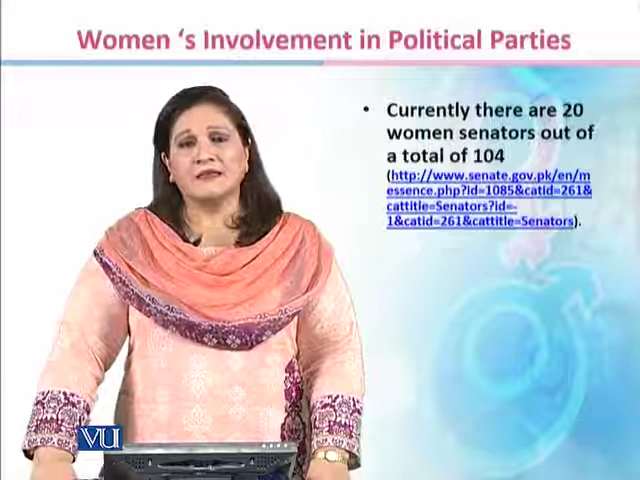 Women ‘s Involvement in Political Parties
• Currently there are 20
women senators out of
a total of 104
(http://www.senate.gov.pk/en/m
essence.php?id=1085&catid=261&
cattitle=Senators?id=-
1&catid=261&cattitle=Senators).
VU